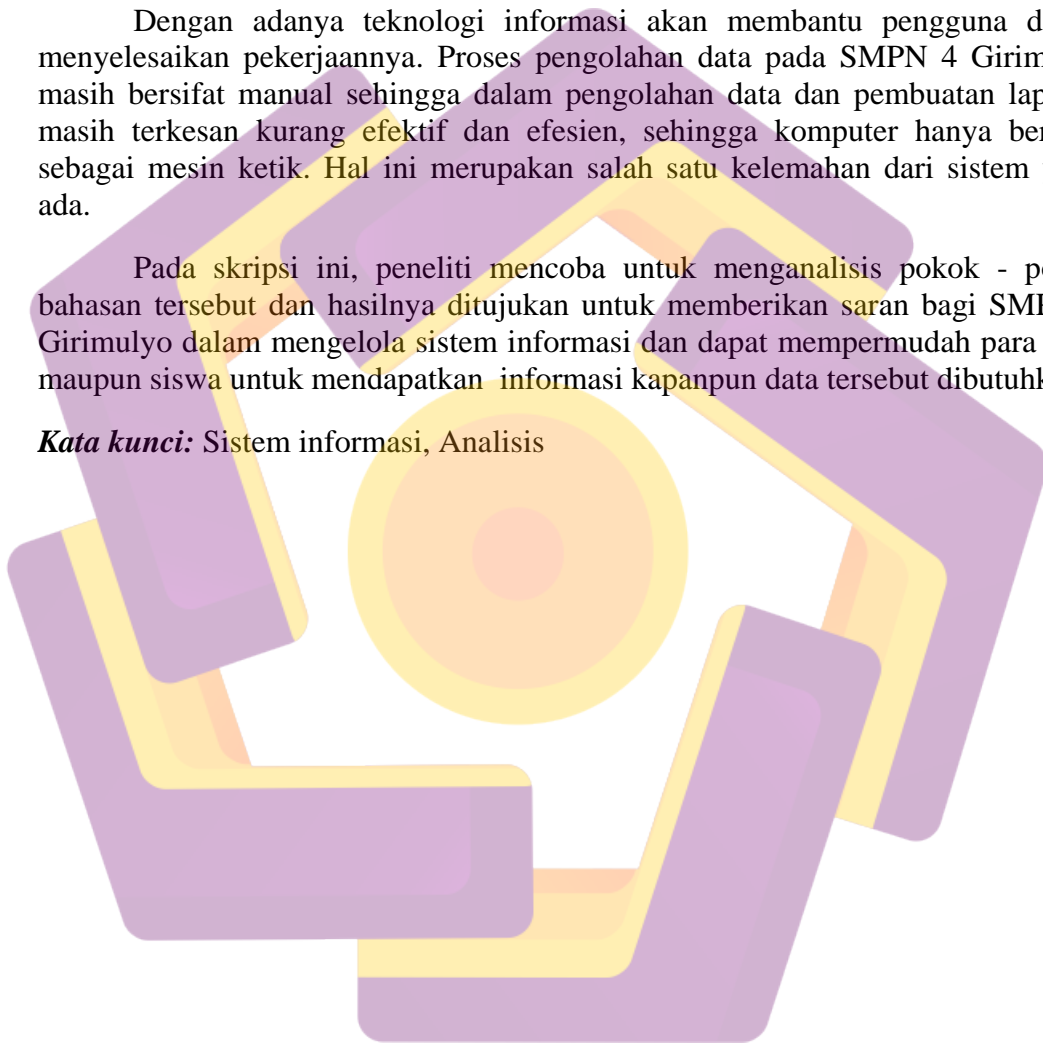 Dengan adanya teknologi informasi akan membantu pengguna d
menyelesaikan pekerjaannya. Proses pengolahan data pada SMPN 4 Girim
masih bersifat manual sehingga dalam pengolahan data dan pembuatan lap
masih terkesan kurang efektif dan efesien, sehingga komputer hanya ber
sebagai mesin ketik. Hal ini merupakan salah satu kelemahan dari sistem
ada.
Pada skripsi ini, peneliti mencoba untuk menganalisis pokok - po
bahasan tersebut dan hasilnya ditujukan untuk memberikan saran bagi SMP
Girimulyo dalam mengelola sistem informasi dan dapat mempermudah para
maupun siswa untuk mendapatkan informasi kapanpun data tersebut dibutuhk
Kata kunci: Sistem informasi, Analisis